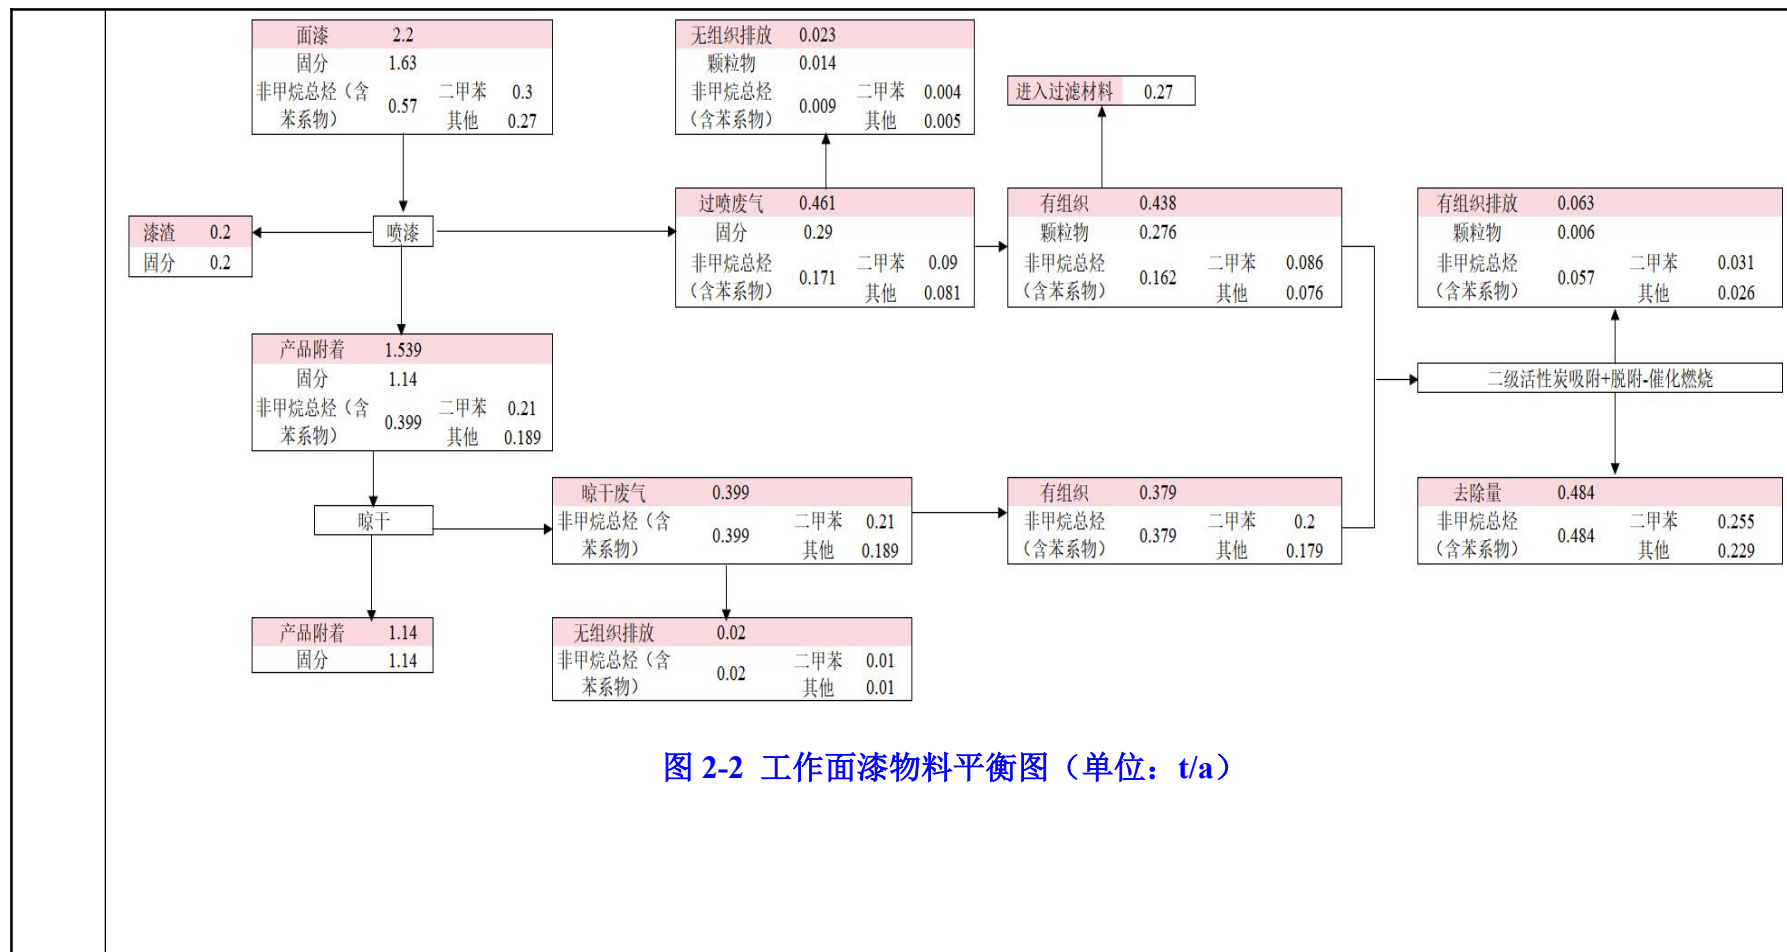 面漆 2.2
固分 1.63
非甲烷总烃（含
苯系物） 0.57 二甲苯 0.3
其他 0.27
无组织排放 0.023
颗粒物 0.014
非甲烷总烃
（含苯系物） 0.009 二甲苯 0.004
其他 0.005
进入过滤材料 0.27
漆渣 0.2
固分 0.2
喷漆
过喷废气 0.461
固分 0.29
非甲烷总烃
（含苯系物） 0.171 二甲苯 0.09
其他 0.081
有组织 0.438
颗粒物 0.276
非甲烷总烃
（含苯系物） 0.162 二甲苯 0.086
其他 0.076
有组织排放 0.063
颗粒物 0.006
非甲烷总烃
（含苯系物） 0.057 二甲苯 0.031
其他 0.026
产品附着 1.539
固分 1.14
非甲烷总烃（含
苯系物） 0.399 二甲苯 0.21
其他 0.189
二级活性炭吸附+脱附-催化燃烧
晾干
晾干废气 0.399
非甲烷总烃（含
苯系物） 0.399 二甲苯 0.21
其他 0.189
有组织 0.379
非甲烷总烃
（含苯系物） 0.379 二甲苯 0.2
其他 0.179
去除量 0.484
非甲烷总烃
（含苯系物） 0.484 二甲苯 0.255
其他 0.229
产品附着 1.14
固分 1.14
无组织排放 0.02
非甲烷总烃（含
苯系物） 0.02 二甲苯 0.01
其他 0.01
图 2-2 工作面漆物料平衡图（单位：t/a）